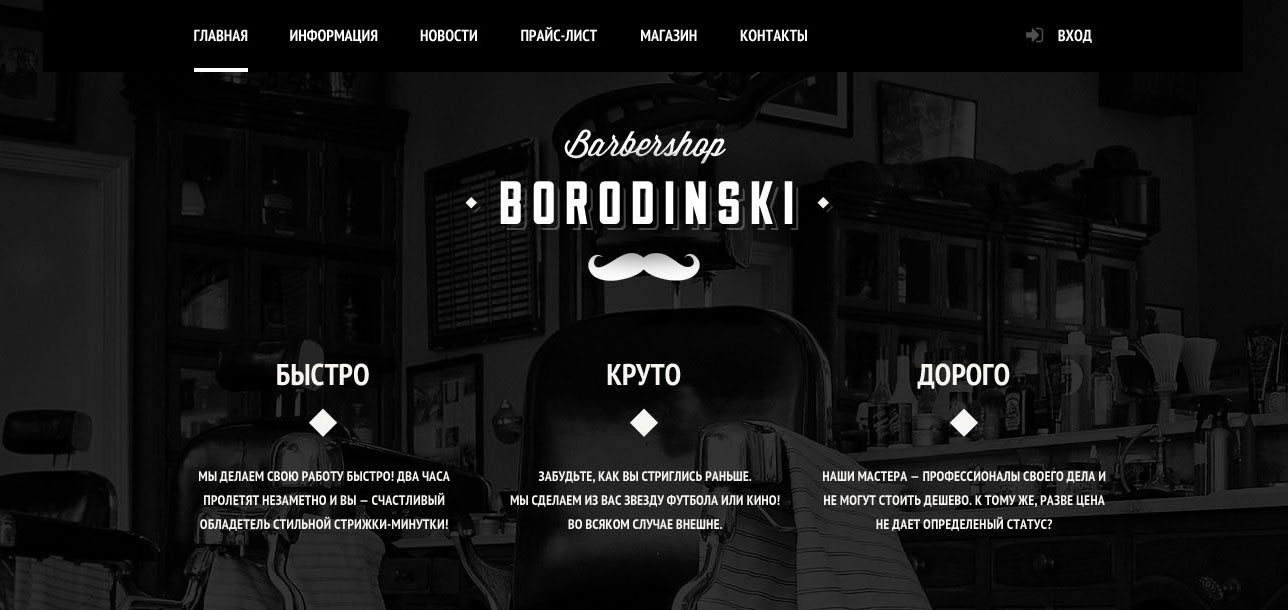 ГЛАВНАЯ ИНФОРМАЦИЯ НОВОСТИ ПРАЙС-ЛИСТ МАГАЗИН КОНТАКТЫ ВХОД
Barbershop
BORODINSKI
БЫСТРО
МЫ ДЕЛАЕМ СВОЮ РАБОТУ БЫСТРО! ДВА ЧАСА
ПРОЛЕТЯТ НЕЗАМЕТНО И ВЫ — СЧАСТЛИВЫЙ
ОБЛАДЕТЕЛЬ СТИЛЬНОЙ СТРИЖКИ-МИНУТКИ!
КРУТО
ЗАБУДЬТЕ, КАК ВЫ СТРИГЛИСЬ РАНЬШЕ.
МЫ СДЕЛАЕМ ИЗ ВАС ЗВЕЗДУ ФУТБОЛА ИЛИ КИНО!
ВО ВСЯКОМ СЛУЧАЕ ВНЕШНЕ.
ДОРОГО
НАШИ МАСТЕРА — ПРОФЕССИОНАЛЫ СВОЕГО ДЕЛА И
НЕ МОГУТ СТОИТЬ ДЕШЕВО. К ТОМУ ЖЕ, РАЗВЕ ЦЕНА
НЕ ДАЕТ ОПРЕДЕЛЕНЫЙ СТАТУС?